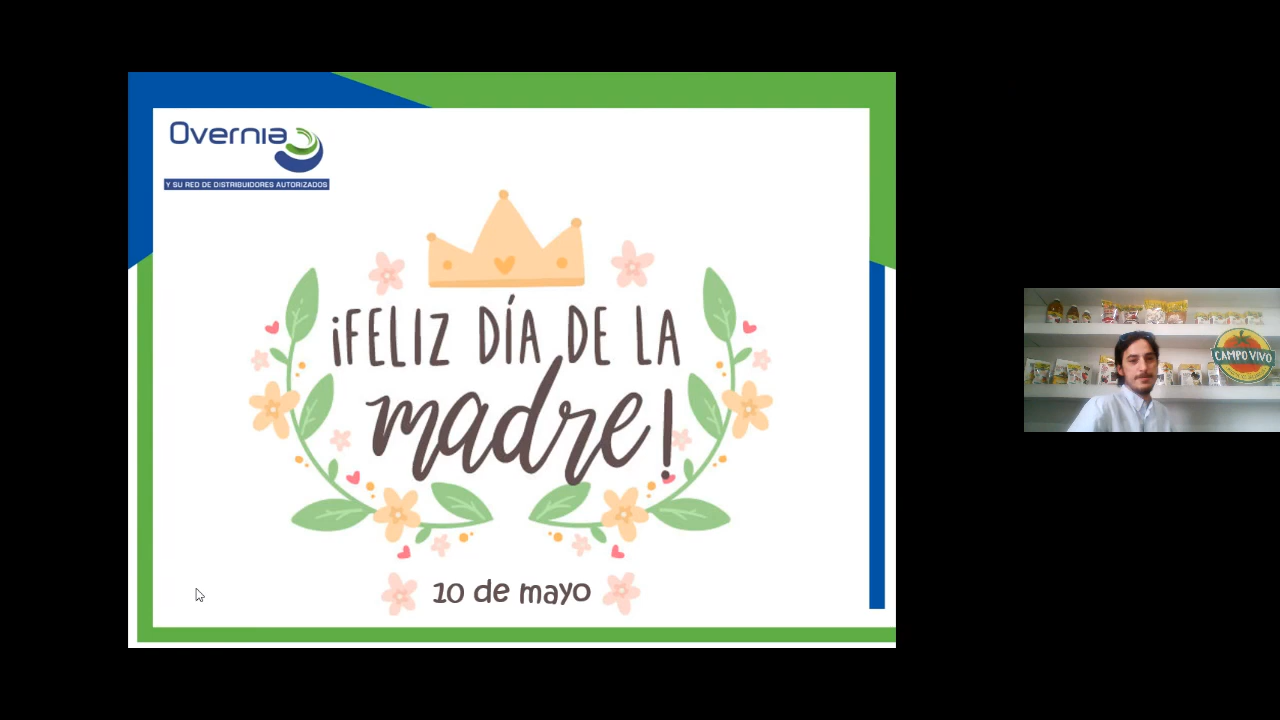 Overnia
Y SU RED DE DISTRIBUIDORES AUTORIZADOS
¡FELIZ DÍA DE LA
madre!
10 de mayo
CAMPO VIVO